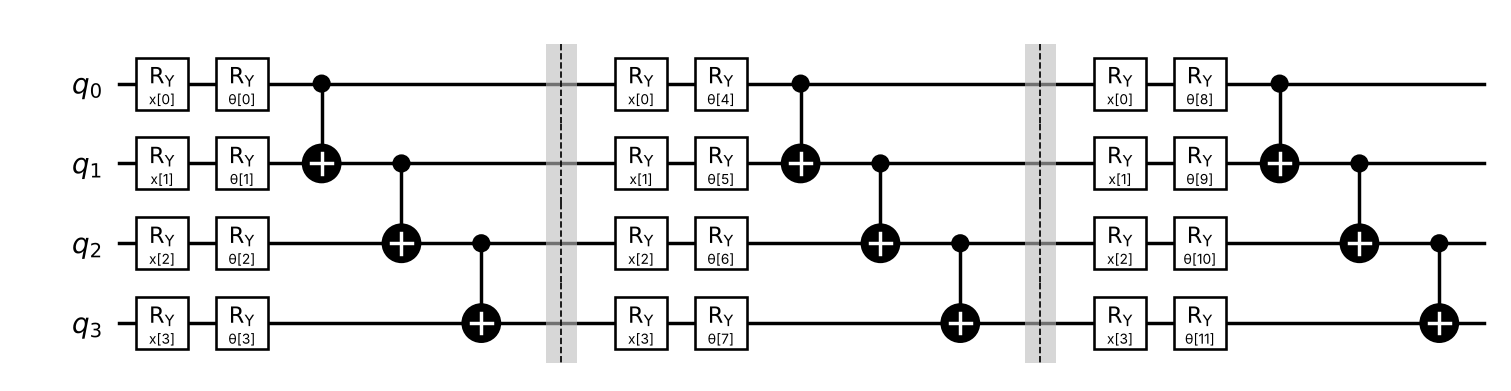 q0 RY RY RY RY RY RY
x[0] θ[0] x[0] θ[4] x[0] θ[8]
q1 RY RY RY RY RY RY
x[1] θ[1] x[1] θ[5] x[1] θ[9]
q2 RY RY RY RY RY RY
x[2] θ[2] x[2] θ[6] x[2] θ[10]
q3 RY RY RY RY RY RY
x[3] θ[3] x[3] θ[7] x[3] θ[11]